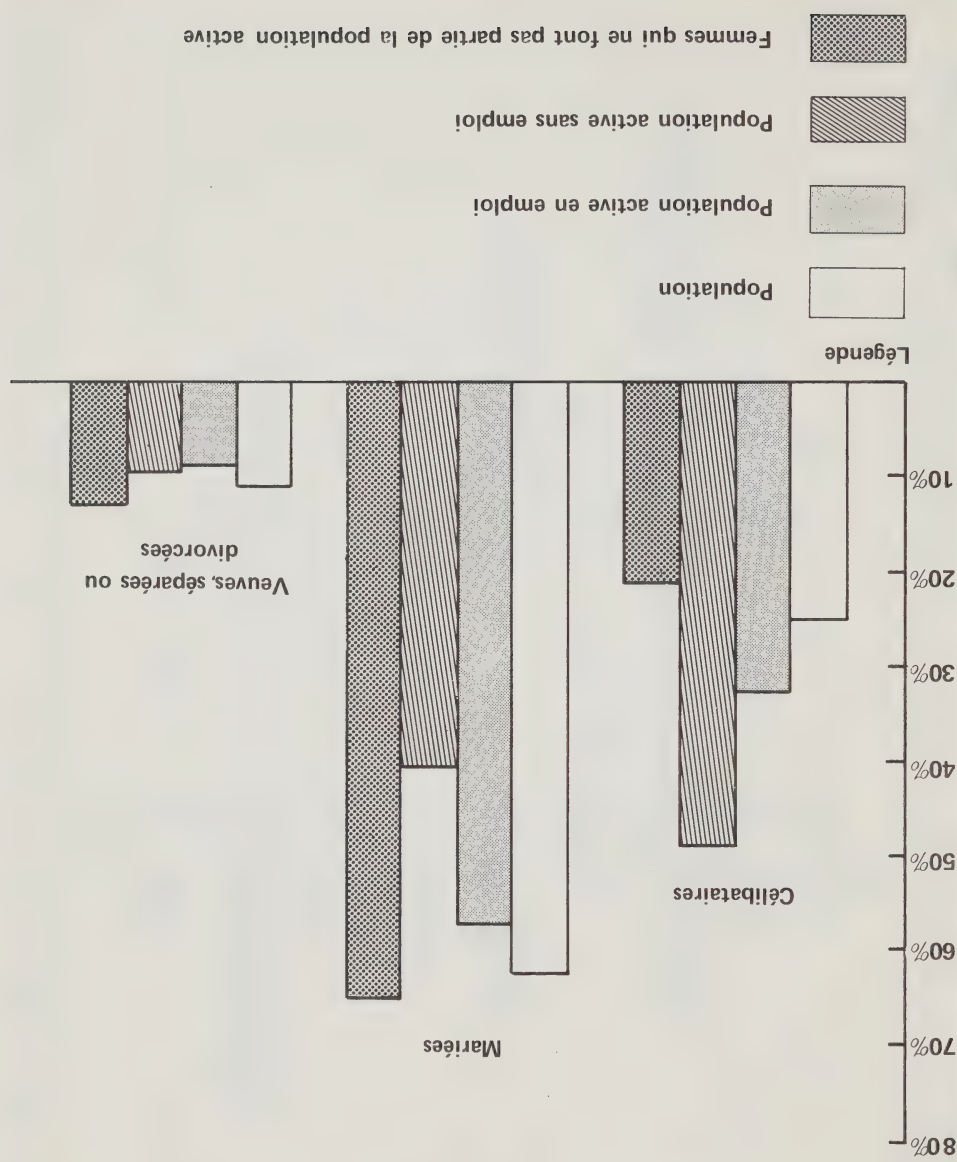 80%
70%
60%
50%
40%
30%
20%
10%
Mariées
Célibataires
Veuves, séparées ou
divorcées
Légende
Population
Population active en emploi
Population active sans emploi
Femmes qui ne font pas partie de la population active